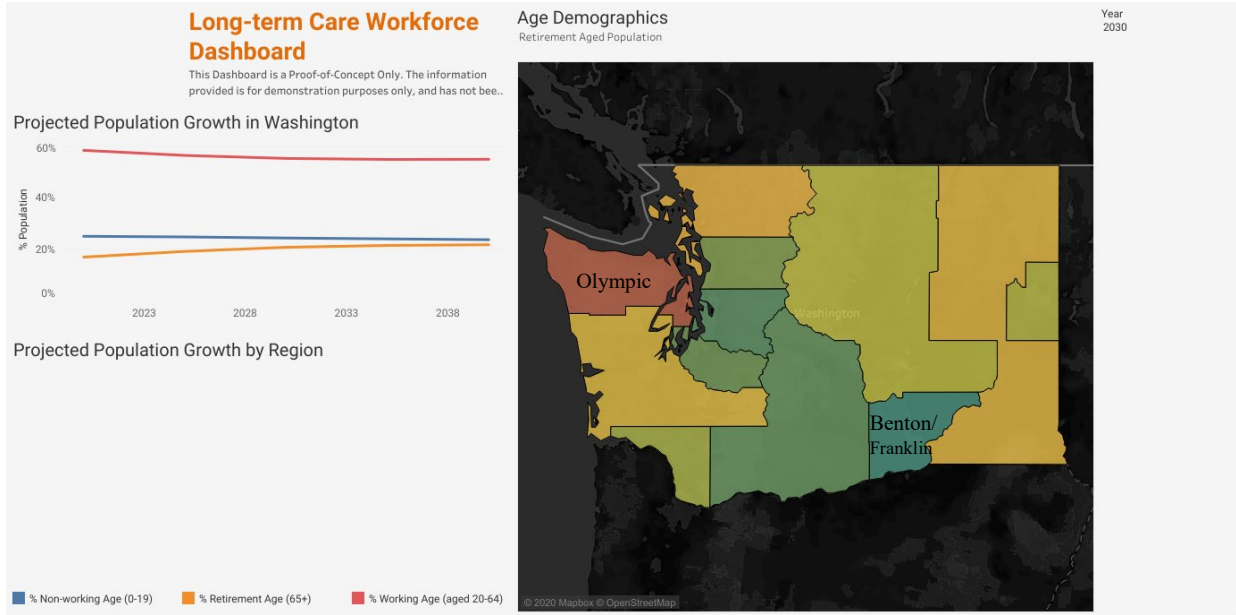 Long-term Care Workforce
Dashboard
This Dashboard is a Proof-of-Concept Only. The information
provided is for demonstration purposes only, and has not bee..
Projected Population Growth in Washington
60%
40%
20%
0%
% Population
2023
2028
2033
2038
Projected Population Growth by Region
% Non-working Age (0-19)
% Retirement Age (65+)
% Working Age (aged 20-64)
Age Demographics
Retirement Aged Population
Year
2030
Olympic
Washington
Benton/
Franklin
© 2020 Mapbox © OpenStreetMap